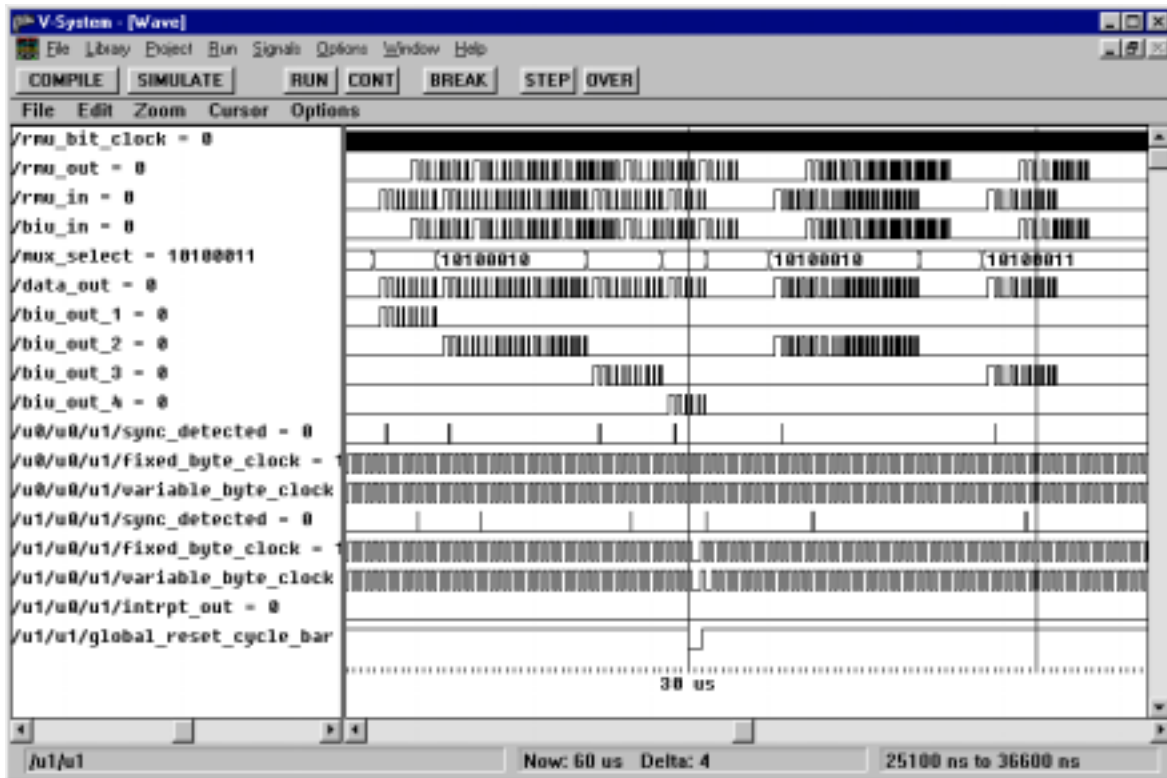 V-System - [Wave]
File Library Project Run Signals Options Window Help
COMPILE SIMULATE RUN CONT BREAK STEP OVER
File Edit Zoom Cursor Options
/rmu_bit_clock = 0
/rmu_out = 0
/rmu_in = 0
/biu_in = 0
/mux_select = 10100011 10100010 10100010 10100011
/data_out = 0
/biu_out_1 = 0
/biu_out_2 = 0
/biu_out_3 = 0
/biu_out_4 = 0
/u0/u0/u1/sync_detected = 0
/u0/u0/u1/fixed_byte_clock = 1
/u0/u0/u1/variable_byte_clock
/u1/u0/u1/sync_detected = 0
/u1/u0/u1/fixed_byte_clock = 1
/u1/u0/u1/variable_byte_clock
/u1/u0/u1/intrpt_out = 0
/u1/u1/global_reset_cycle_bar
30 us
/u1/u1 Now: 60 us Delta: 4 25100 ns to 36600 ns